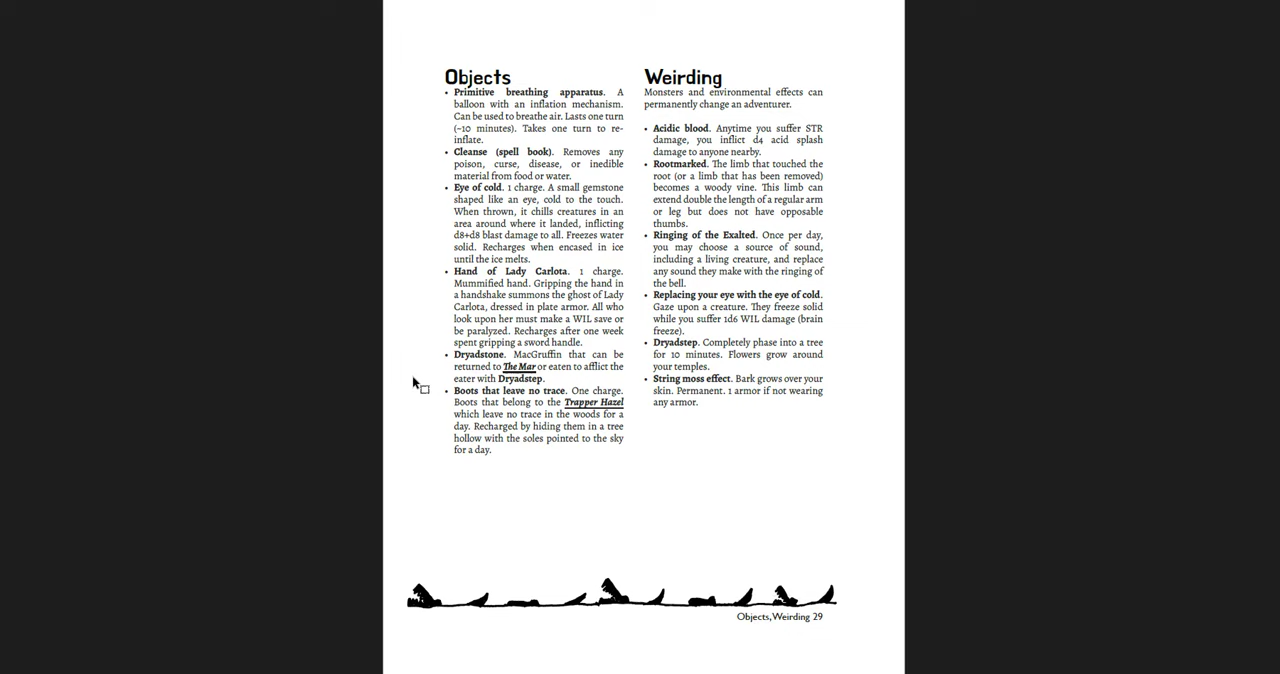 Objects
• Primitive breathing apparatus. A
balloon with an inflation mechanism.
Can be used to breathe air. Lasts one turn
(~10 minutes). Takes one turn to re-
inflate.
• Cleanse (spell book). Removes any
poison, curse, disease, or inedible
material from food or water.
• Eye of cold. 1 charge. A small gemstone
shaped like an eye, cold to the touch.
When thrown, it chills creatures in an
area around where it landed, inflicting
d8+d8 blast damage to all. Freezes water
solid. Recharges when encased in ice
until the ice melts.
• Hand of Lady Carlota. 1 charge.
Mummified hand. Gripping the hand in
a handshake summons the ghost of Lady
Carlota, dressed in plate armor. All who
look upon her must make a WIL save or
be paralyzed. Recharges after one week
spent gripping a sword handle.
• Dryadstone. MacGruffin that can be
returned to The Mar or eaten to afflict the
eater with Dryadstep.
• Boots that leave no trace. One charge.
Boots that belong to the Trapper Hazel
which leave no trace in the woods for a
day. Recharged by hiding them in a tree
hollow with the soles pointed to the sky
for a day.
Weirding
Monsters and environmental effects can
permanently change an adventurer.
• Acidic blood. Anytime you suffer STR
damage, you inflict d4 acid splash
damage to anyone nearby.
• Rootmarked. The limb that touched the
root (or a limb that has been removed)
becomes a woody vine. This limb can
extend double the length of a regular arm
or leg but does not have opposable
thumbs.
• Ringing of the Exalted. Once per day,
you may choose a source of sound,
including a living creature, and replace
any sound they make with the ringing of
the bell.
• Replacing your eye with the eye of cold.
Gaze upon a creature. They freeze solid
while you suffer 1d6 WIL damage (brain
freeze).
• Dryadstep. Completely phase into a tree
for 10 minutes. Flowers grow around
your temples.
• String moss effect. Bark grows over your
skin. Permanent. 1 armor if not wearing
any armor.
Objects, Weirding 29